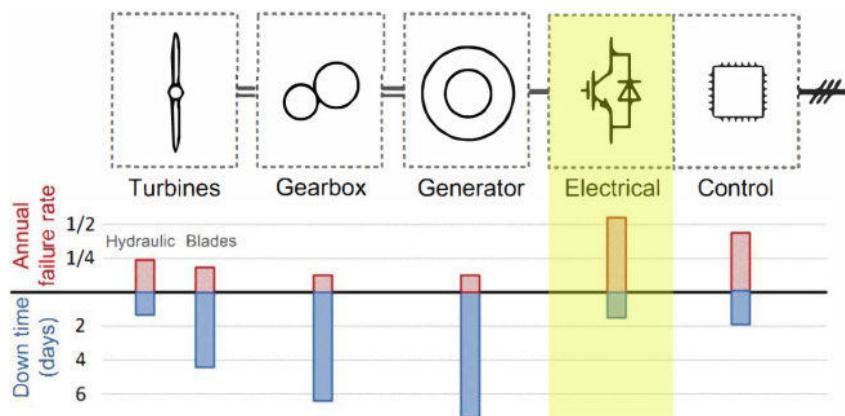 Turbines Gearbox Generator Electrical Control
Annual
failure rate
1/2
1/4
Hydraulic Blades
Down time
(days)
2
4
6